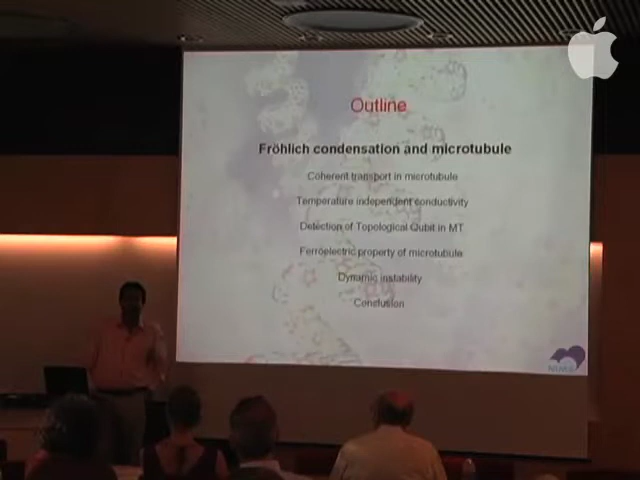 Outline
Fröhlich condensation and microtubule
Coherent transport in microtubule
Temperature independent conductivity
Detection of Topological Qubit in MT
Ferroelectric property of microtubule
Dynamic instability
Conclusion
NIMS